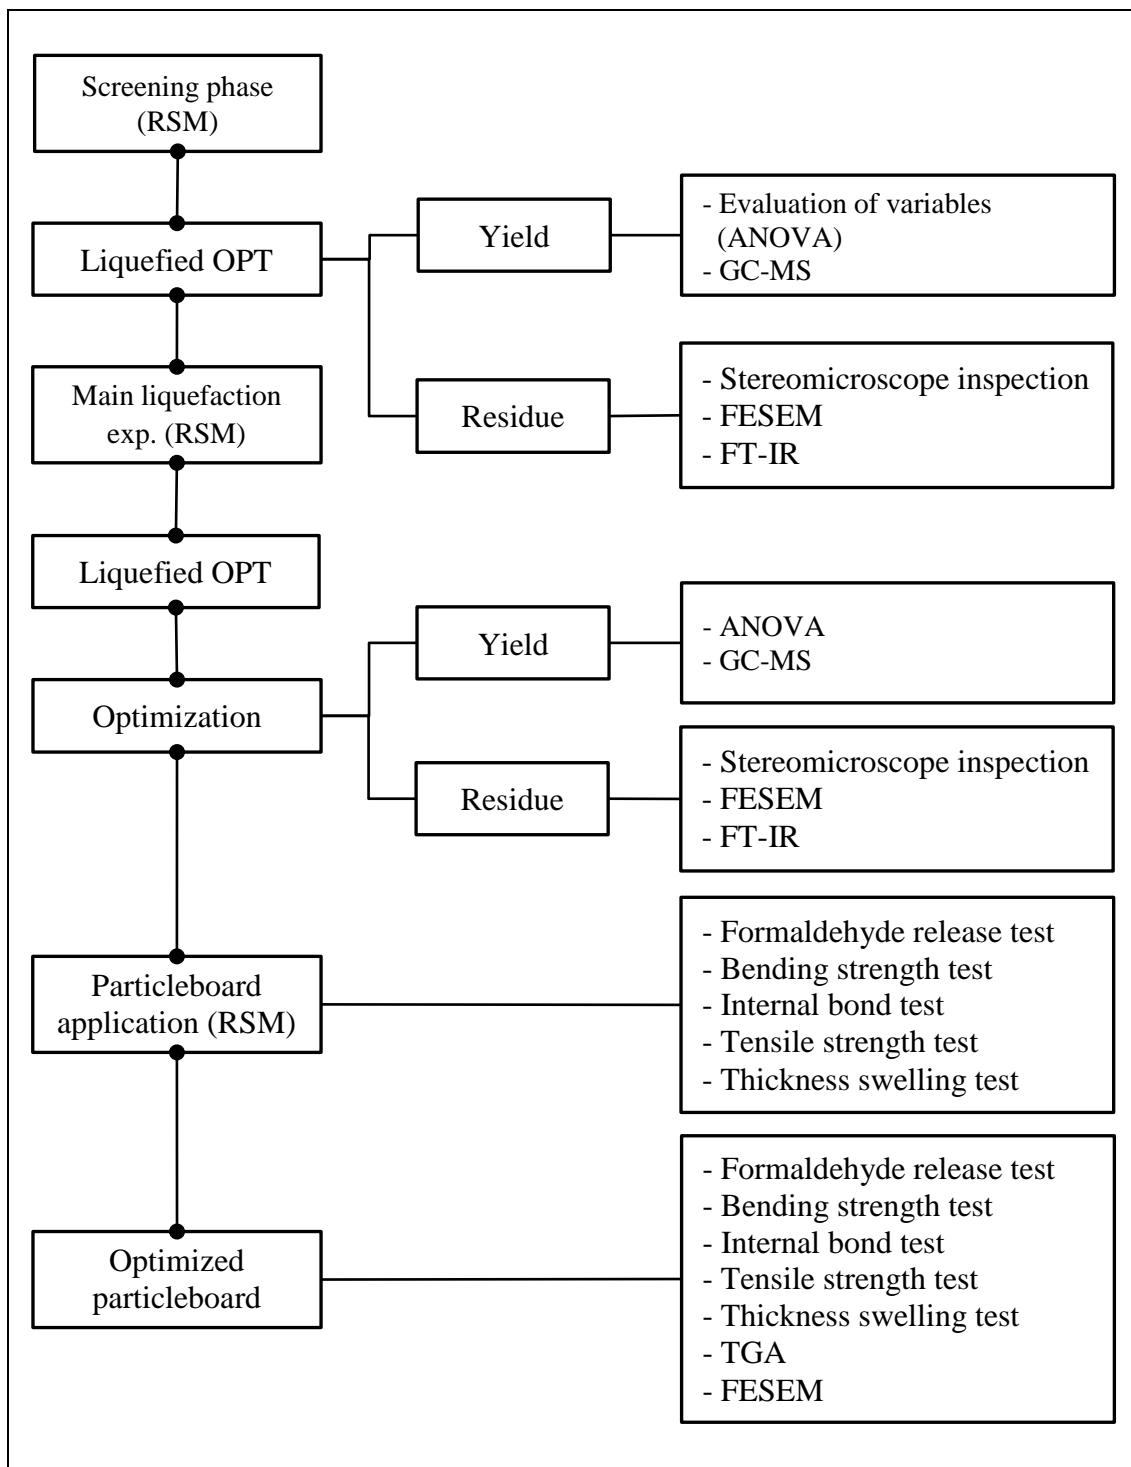 Screening phase
(RSM)
Liquefied OPT
Yield
- Evaluation of variables
(ANOVA)
- GC-MS
Main liquefaction
exp. (RSM)
Residue
- Stereomicroscope inspection
- FESEM
- FT-IR
Liquefied OPT
Optimization
Yield
- ANOVA
- GC-MS
Residue
- Stereomicroscope inspection
- FESEM
- FT-IR
Particleboard
application (RSM)
- Formaldehyde release test
- Bending strength test
- Internal bond test
- Tensile strength test
- Thickness swelling test
Optimized
particleboard
- Formaldehyde release test
- Bending strength test
- Internal bond test
- Tensile strength test
- Thickness swelling test
- TGA
- FESEM